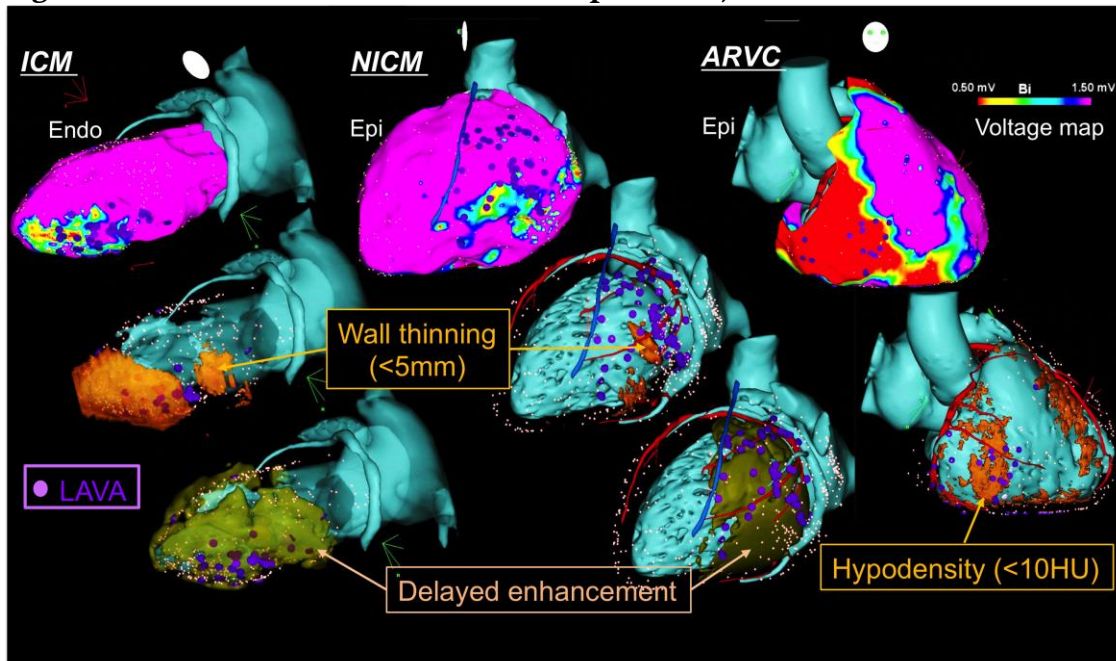 ICM
NICM
ARVC
Endo
Epi
Epi
0.50 mV Bi 1.50 mV
Voltage map
Wall thinning
(<5mm)
LAVA
Hypodensity (<10HU)
Delayed enhancement